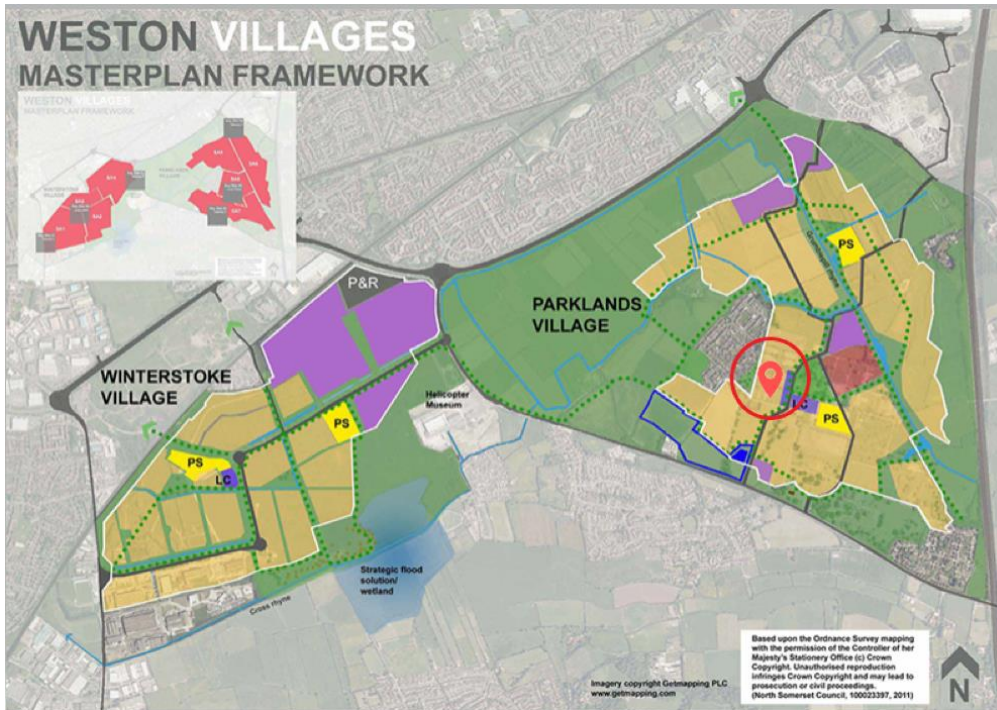 WESTON VILLAGES
MASTERPLAN FRAMEWORK
WESTON VILLAGES
MASTERPLAN FRAMEWORK
P&R
PARKLANDS
VILLAGE
PS
WINTERSTOKE
VILLAGE
Helicopter
Museum
LC
PS
PS
PS
LC
Strategic flood
solution/
wetland
Cross rhyne
Based upon the Ordnance Survey mapping
with the permission of the Controller of her
Majesty's Stationery Office (c) Crown
Copyright. Unauthorised reproduction
infringes Crown Copyright and may lead to
prosecution or civil proceedings.
(North Somerset Council, 100023397, 2011)
Imagery copyright Getmapping PLC
www.getmapping.com
N